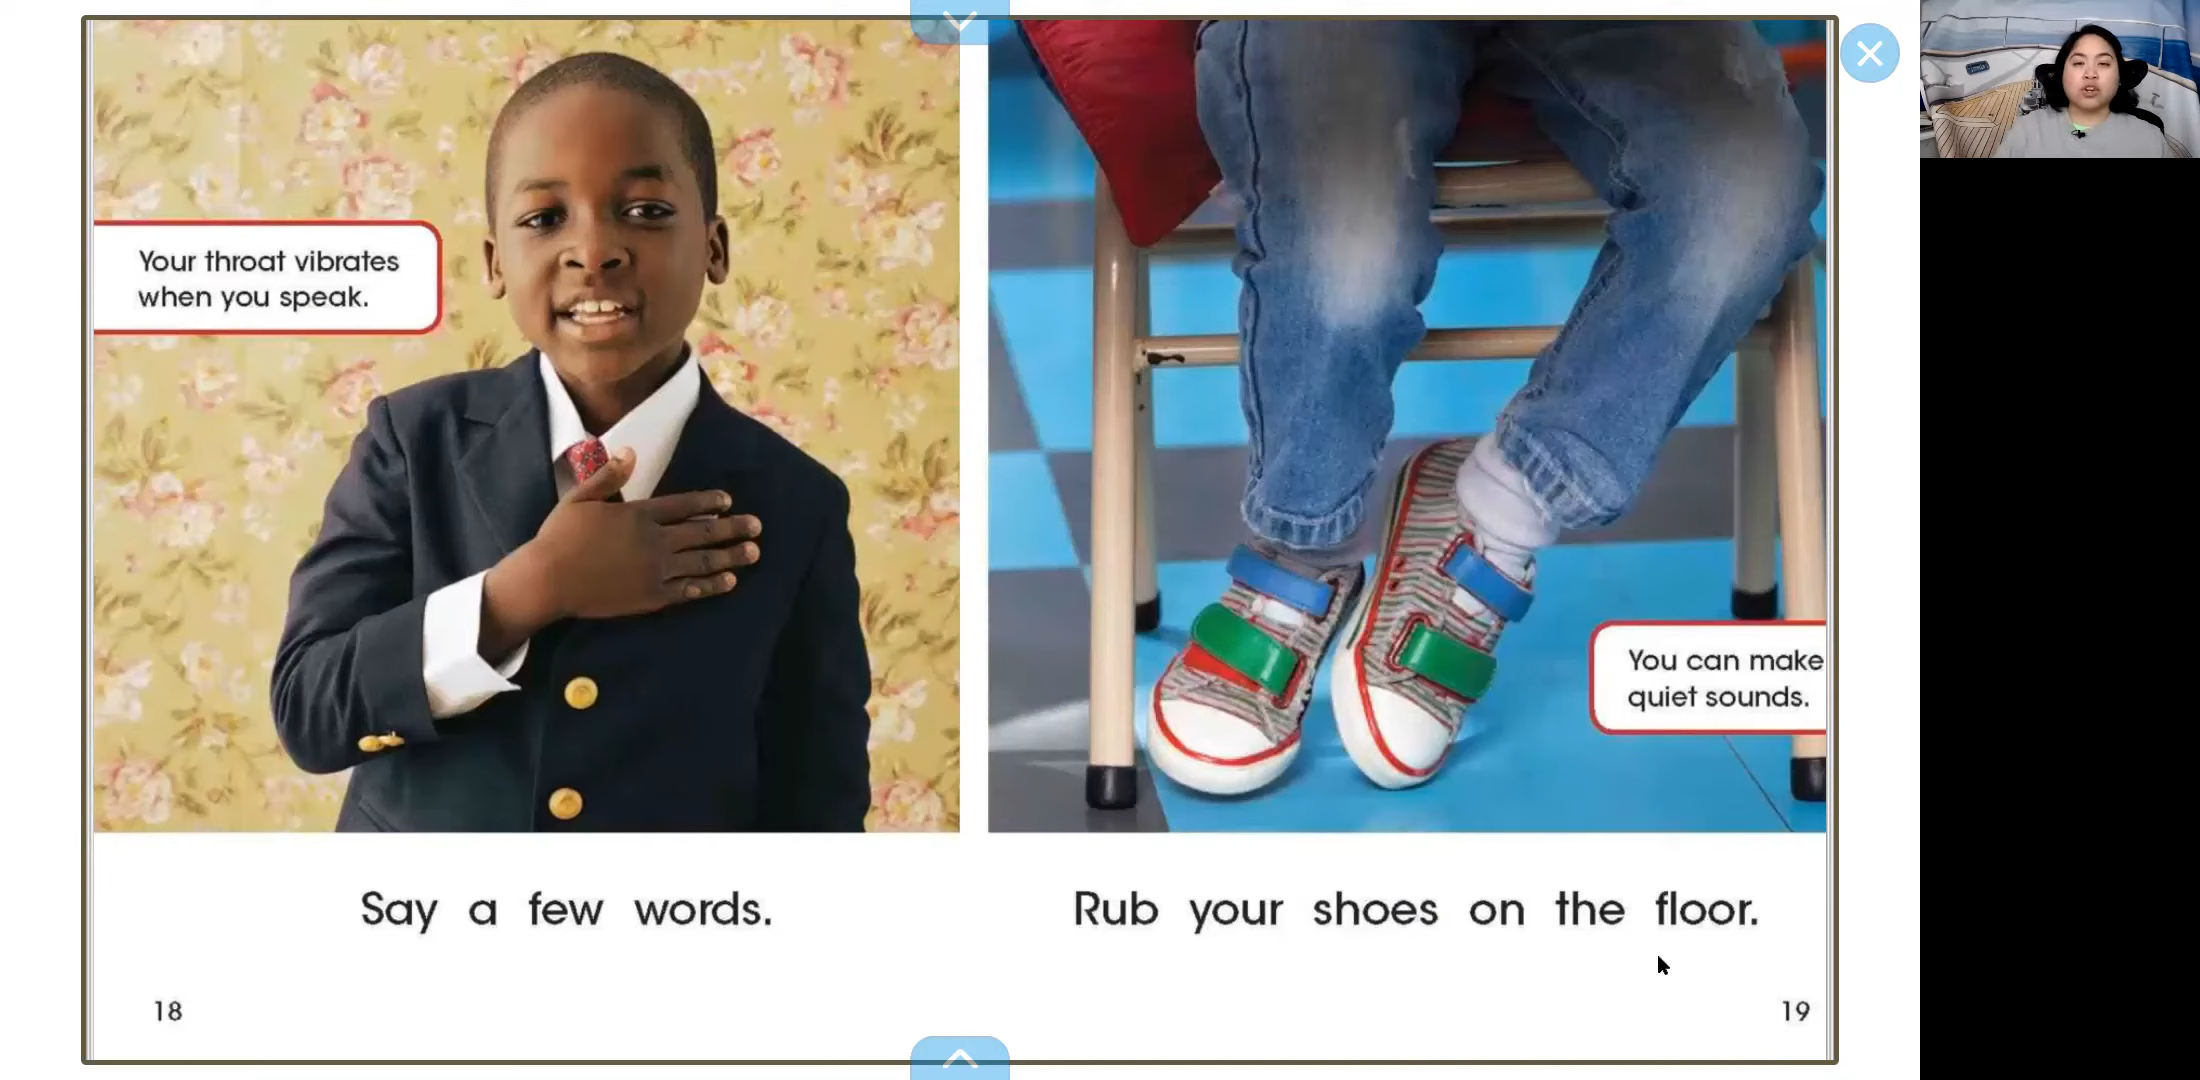 Your throat vibrates
when you speak.
Say a few words.
18
You can make
quiet sounds.
Rub your shoes on the floor.
19